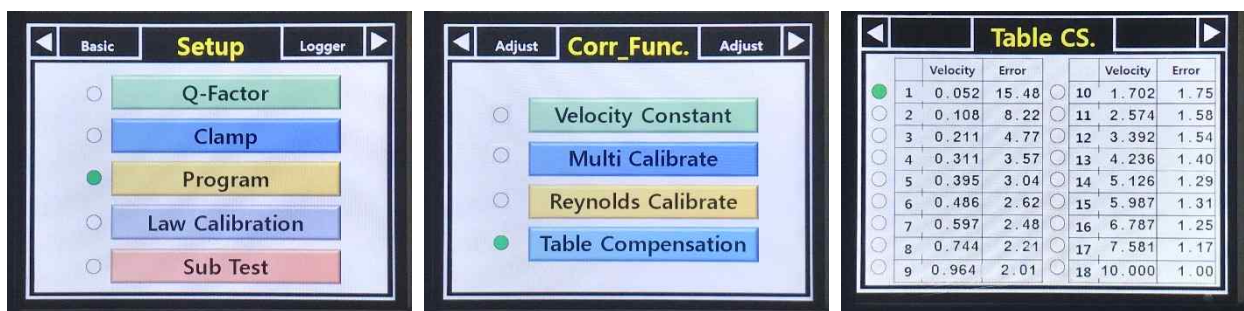 Basic Setup Logger
Q-Factor
Clamp
Program
Law Calibration
Sub Test
Adjust Corr_Func. Adjust
Velocity Constant
Multi Calibrate
Reynolds Calibrate
Table Compensation
Table CS.
Velocity Error Velocity Error
1 0.052 15.48 10 1.702 1.75
2 0.108 8.22 11 2.574 1.58
3 0.211 4.77 12 3.392 1.54
4 0.311 3.57 13 4.236 1.40
5 0.395 3.04 14 5.126 1.29
6 0.486 2.62 15 5.987 1.31
7 0.597 2.48 16 6.787 1.25
8 0.744 2.21 17 7.581 1.17
9 0.964 2.01 18 10.000 1.00